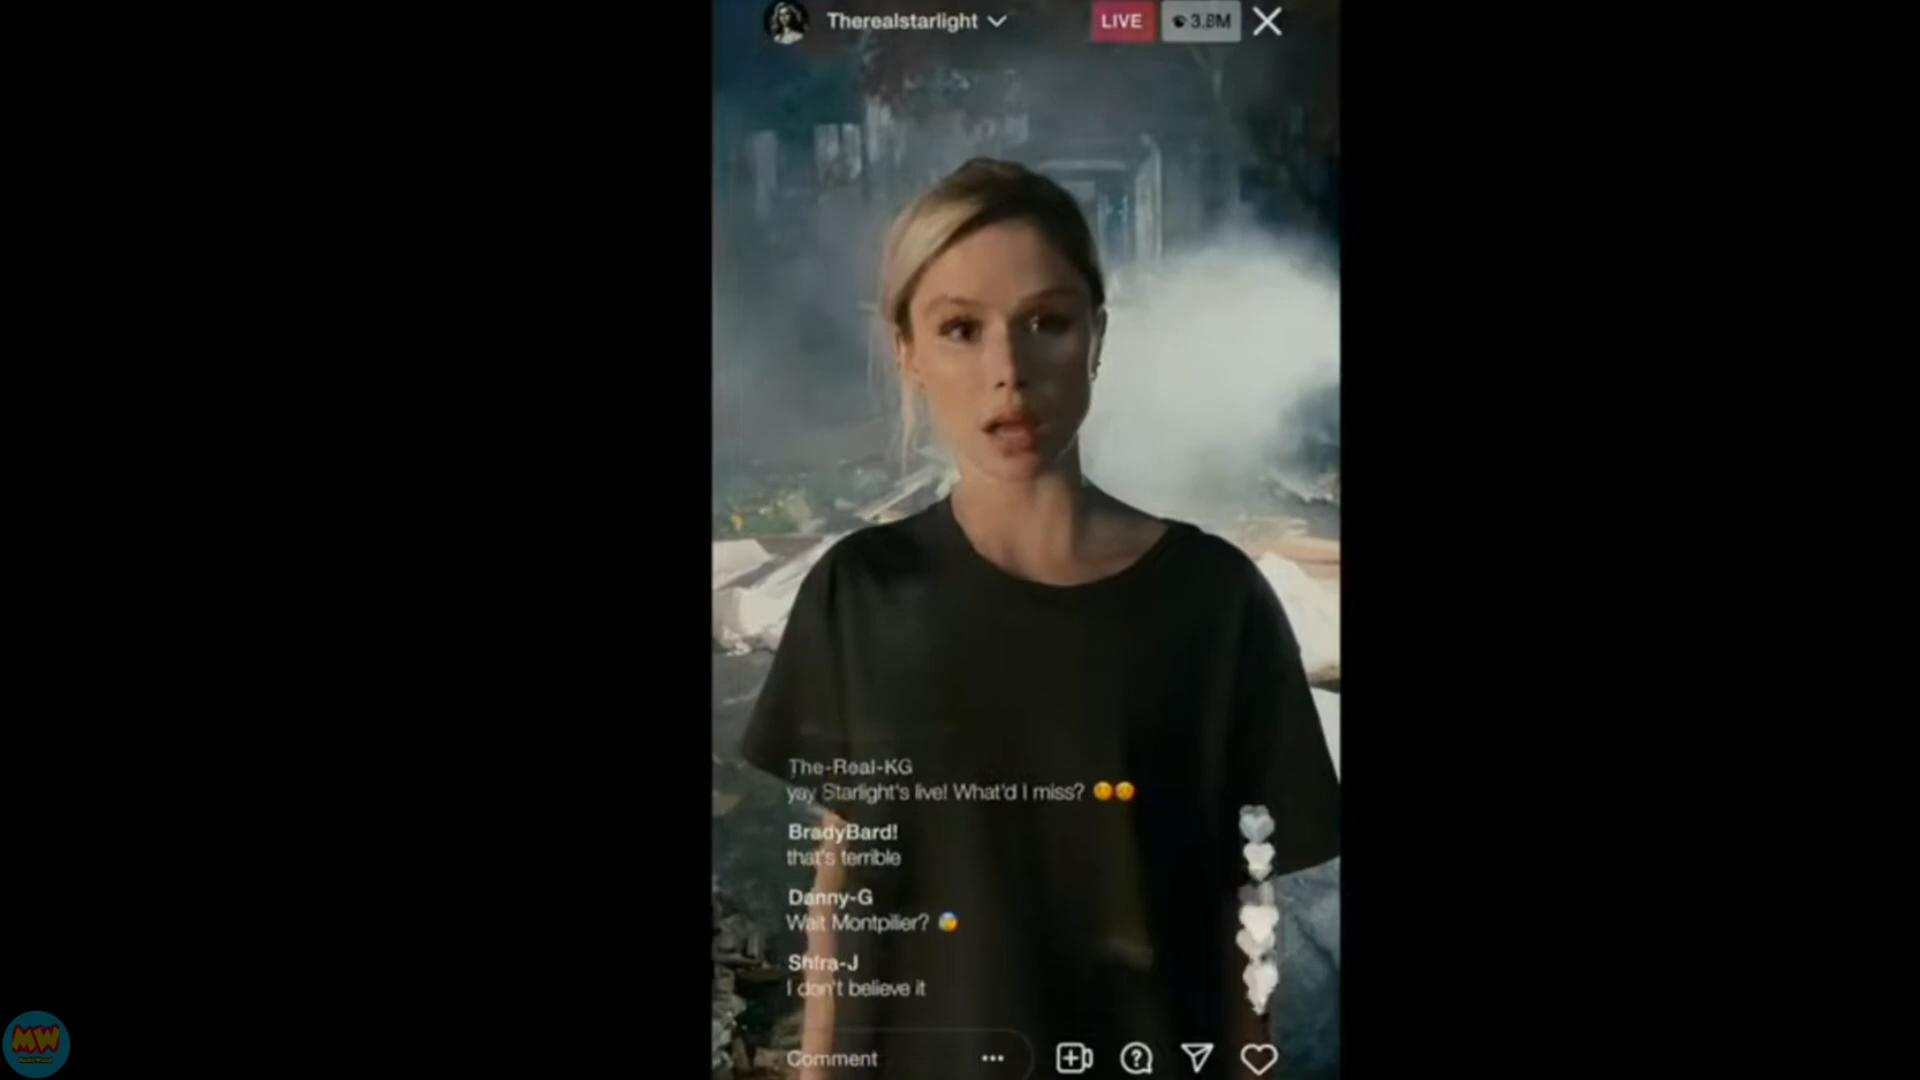 Therealstarlight
LIVE
3.8M
The-Real-KG
yay Starlight's live! What'd I miss?
BradyBard!
that's terrible
Danny-G
Wait Montpilier?
Shira-J
I don't believe it
Comment
MW